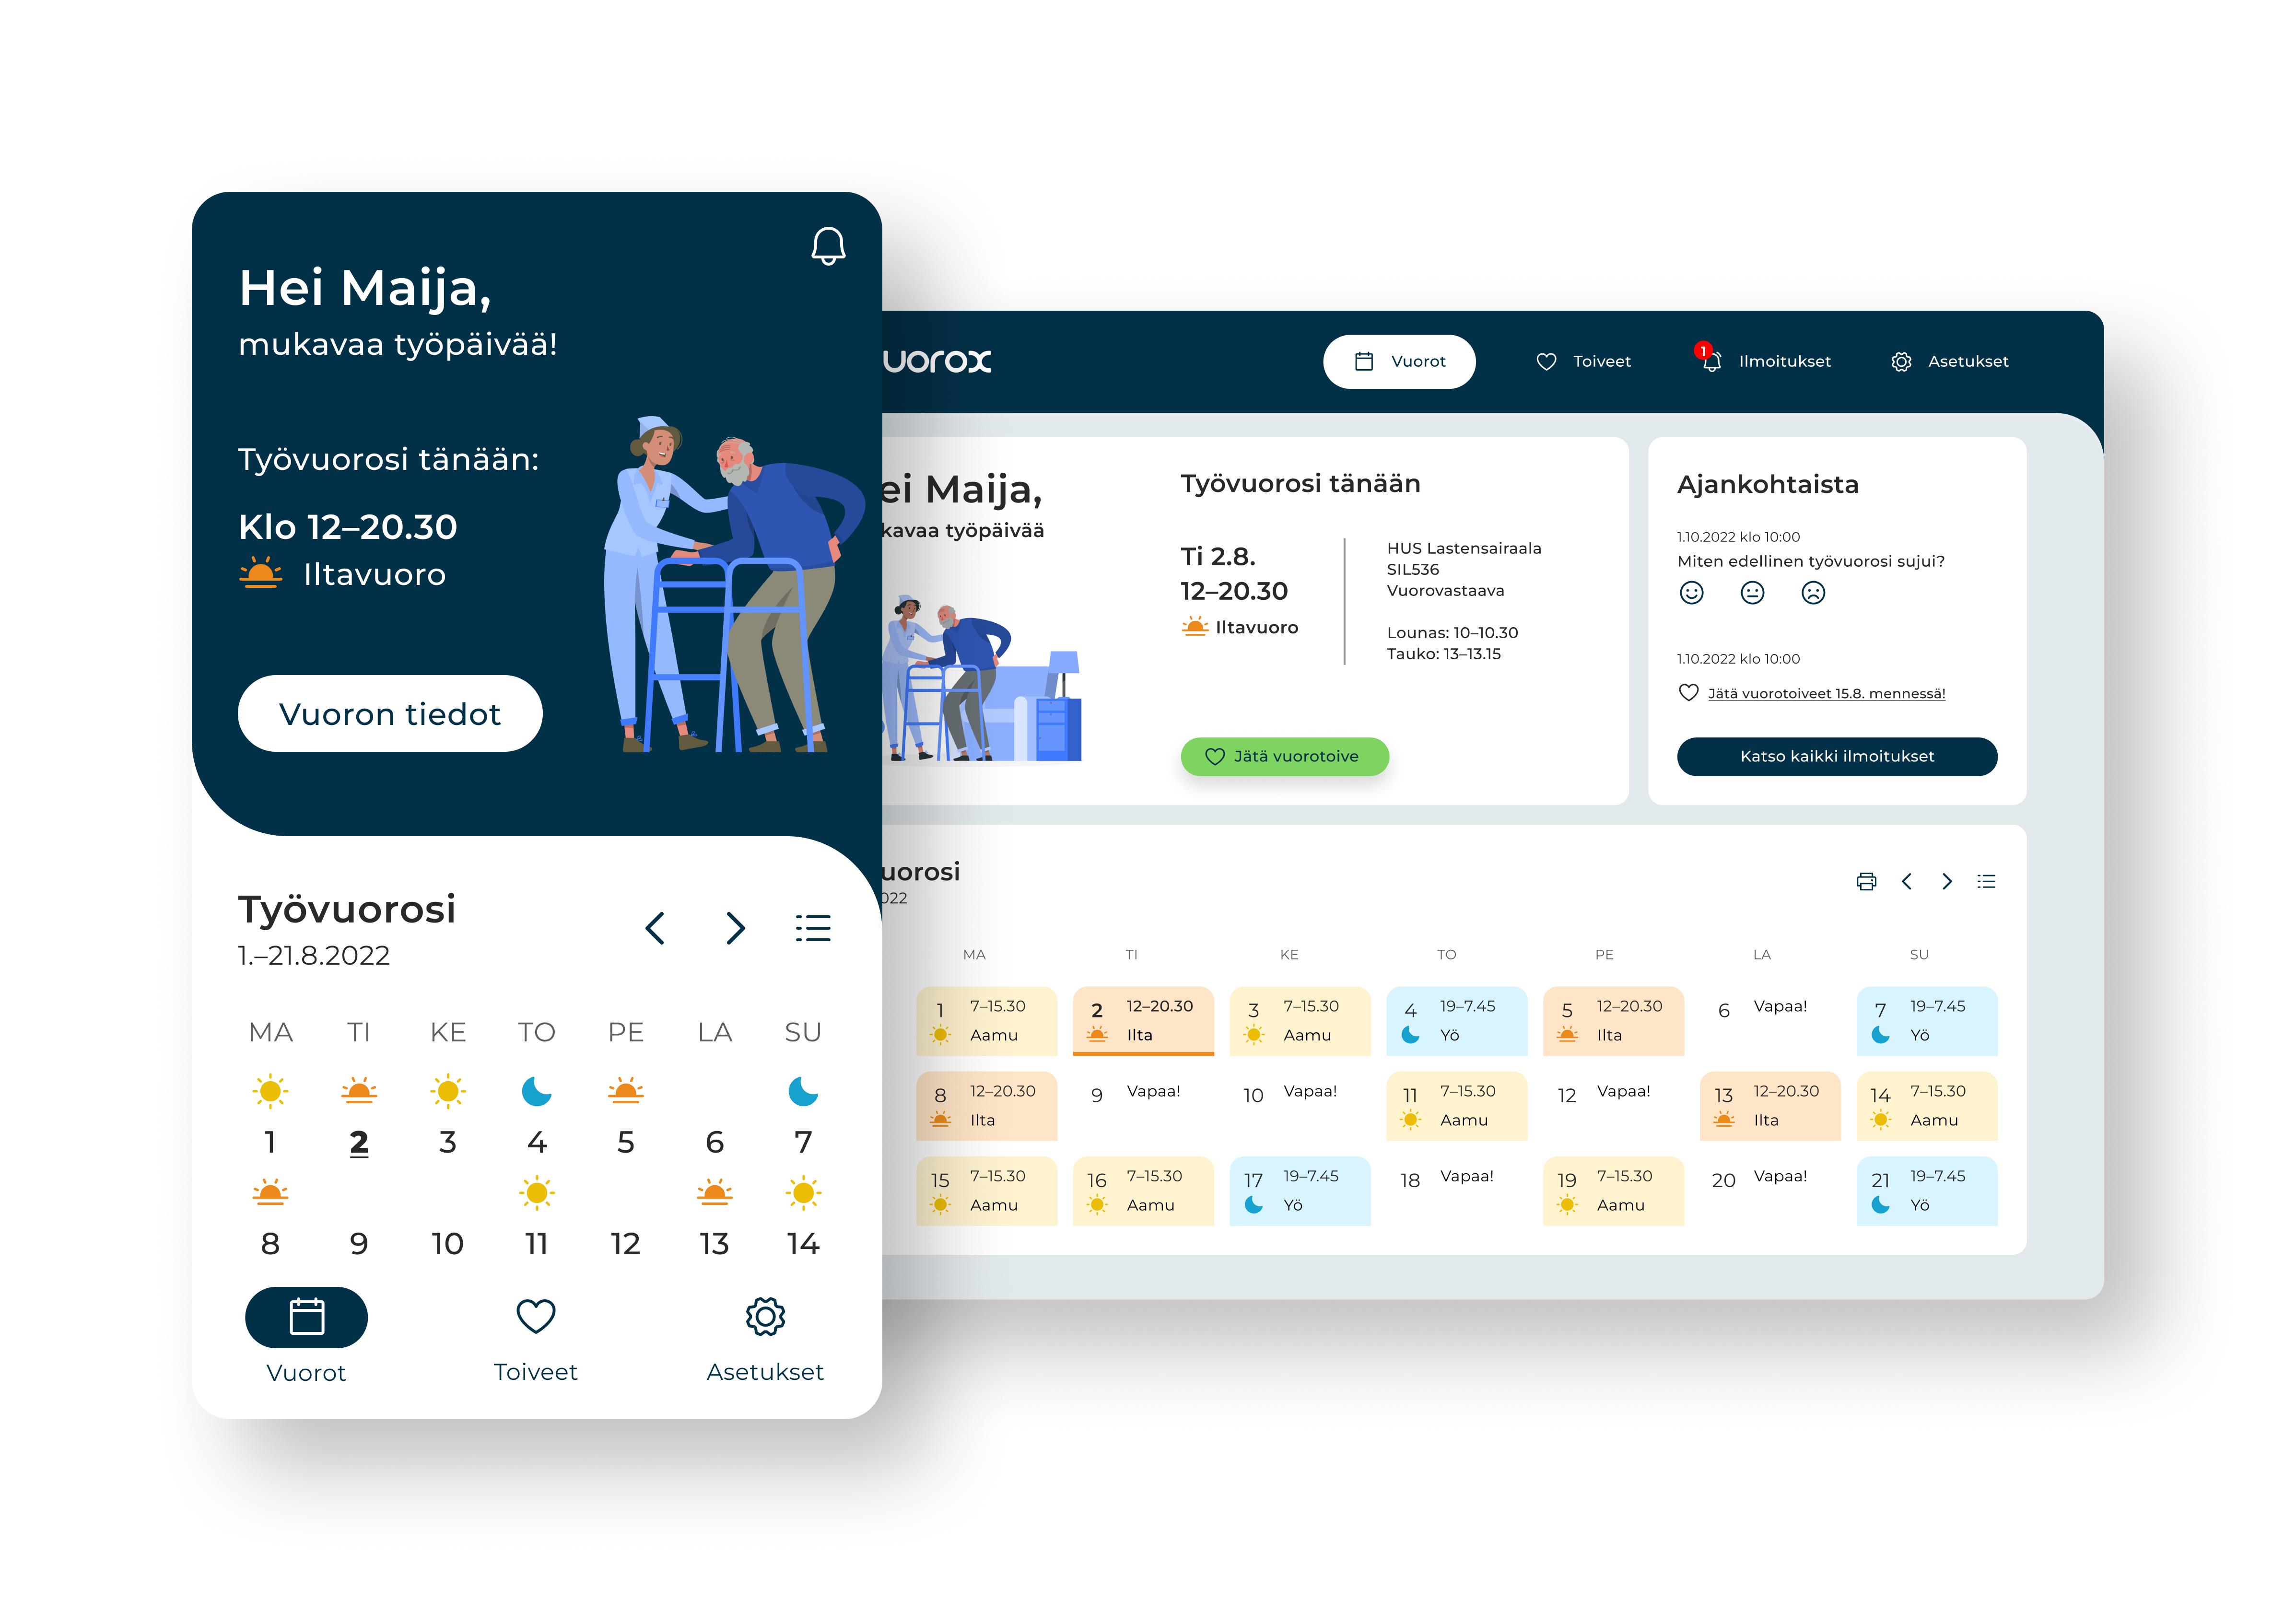 Hei Maija,
mukavaa työpäivää!
Työvuorosi tänään:
Klo 12–20.30
Iltavuoro
Vuoron tiedot
Työvuorosi
1.–21.8.2022
MA TI KE TO PE LA SU
1 2 3 4 5 6 7
8 9 10 11 12 13 14
Vuorot Toiveet Asetukset
uorox
Vuorot Toiveet 1 Ilmoitukset Asetukset
ei Maija,
kavaa työpäivää
Työvuorosi tänään
Ti 2.8.
12–20.30
Iltavuoro
HUS Lastensairaala
SIL536
Vuorovastaava
Lounas: 10–10.30
Tauko: 13–13.15
Jätä vuorotoive
Ajankohtaista
1.10.2022 klo 10:00
Miten edellinen työvuorosi sujui?
1.10.2022 klo 10:00
Jätä vuorotoiveet 15.8. mennessä!
Katso kaikki ilmoitukset
uorosi
022
MA TI KE TO PE LA SU
1 7–15.30 2 12–20.30 3 7–15.30 4 19–7.45 5 12–20.30 6 Vapaa! 7 19–7.45
Aamu Ilta Aamu Yö Ilta Yö
8 12–20.30 9 Vapaa! 10 Vapaa! 11 7–15.30 12 Vapaa! 13 12–20.30 14 7–15.30
Ilta Aamu Ilta Aamu
15 7–15.30 16 7–15.30 17 19–7.45 18 Vapaa! 19 7–15.30 20 Vapaa! 21 19–7.45
Aamu Aamu Yö Aamu Yö